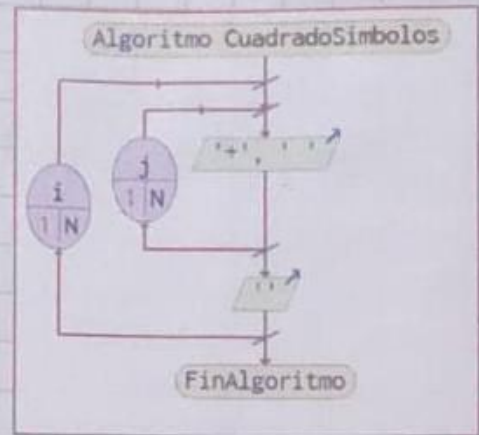 Algoritmo CuadradoSimbolos
'+', ' '
j
1 N
i
1 N
' '
FinAlgoritmo